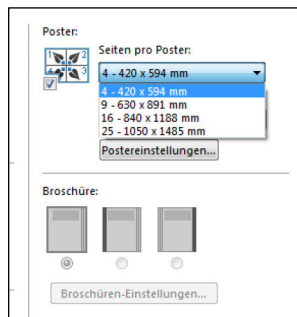 Poster:
Seiten pro Poster:
1 2
4 3
4 - 420 x 594 mm
4 - 420 x 594 mm
9 - 630 x 891 mm
16 - 840 x 1188 mm
25 - 1050 x 1485 mm
Postereinstellungen...
Broschüre:
Broschüren-Einstellungen...